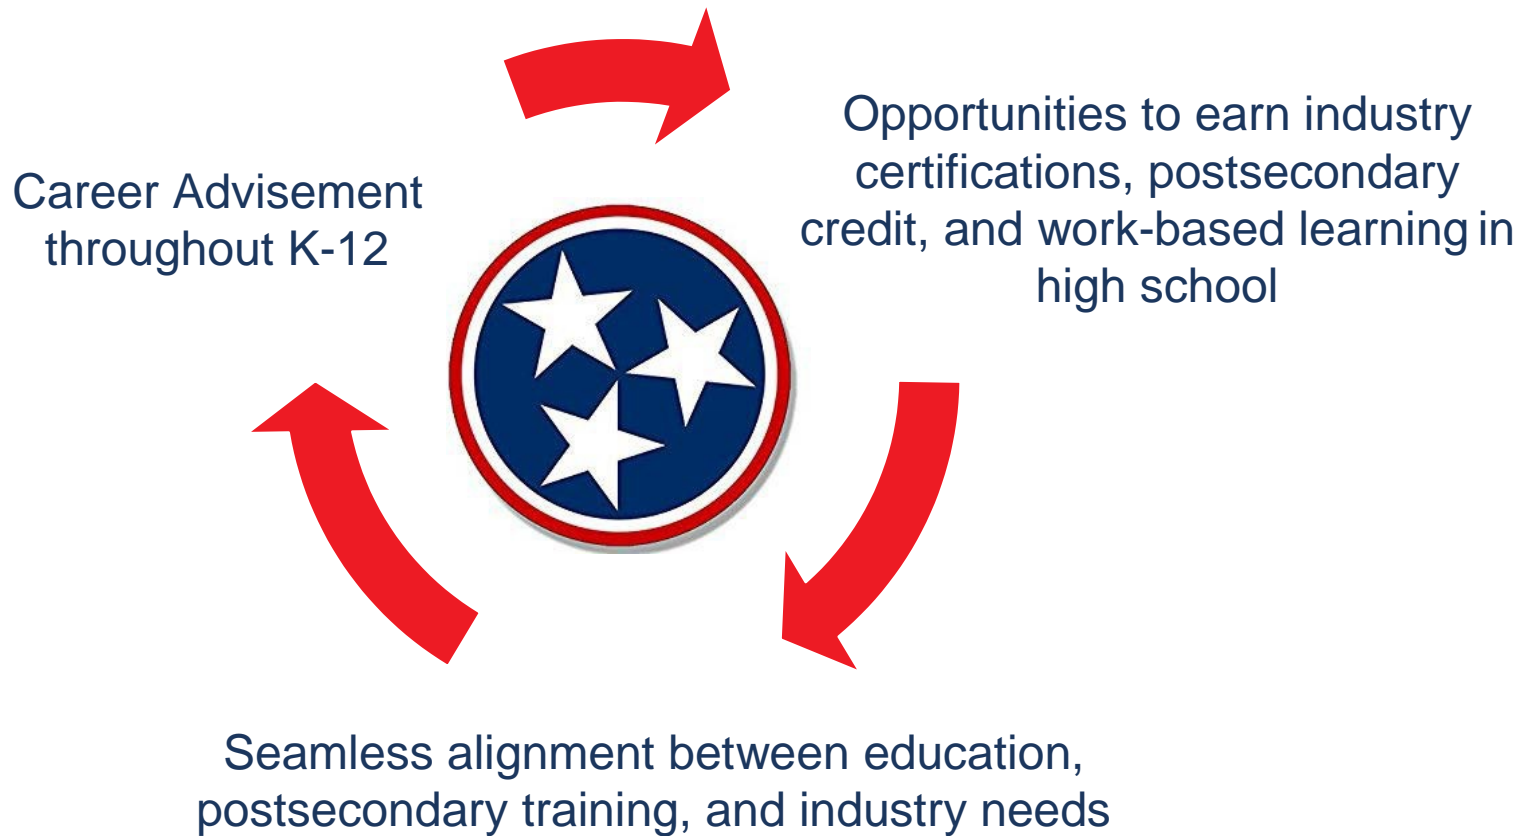 Career Advisement
throughout K-12
Opportunities to earn industry
certifications, postsecondary
credit, and work-based learning in
high school
Seamless alignment between education,
postsecondary training, and industry needs